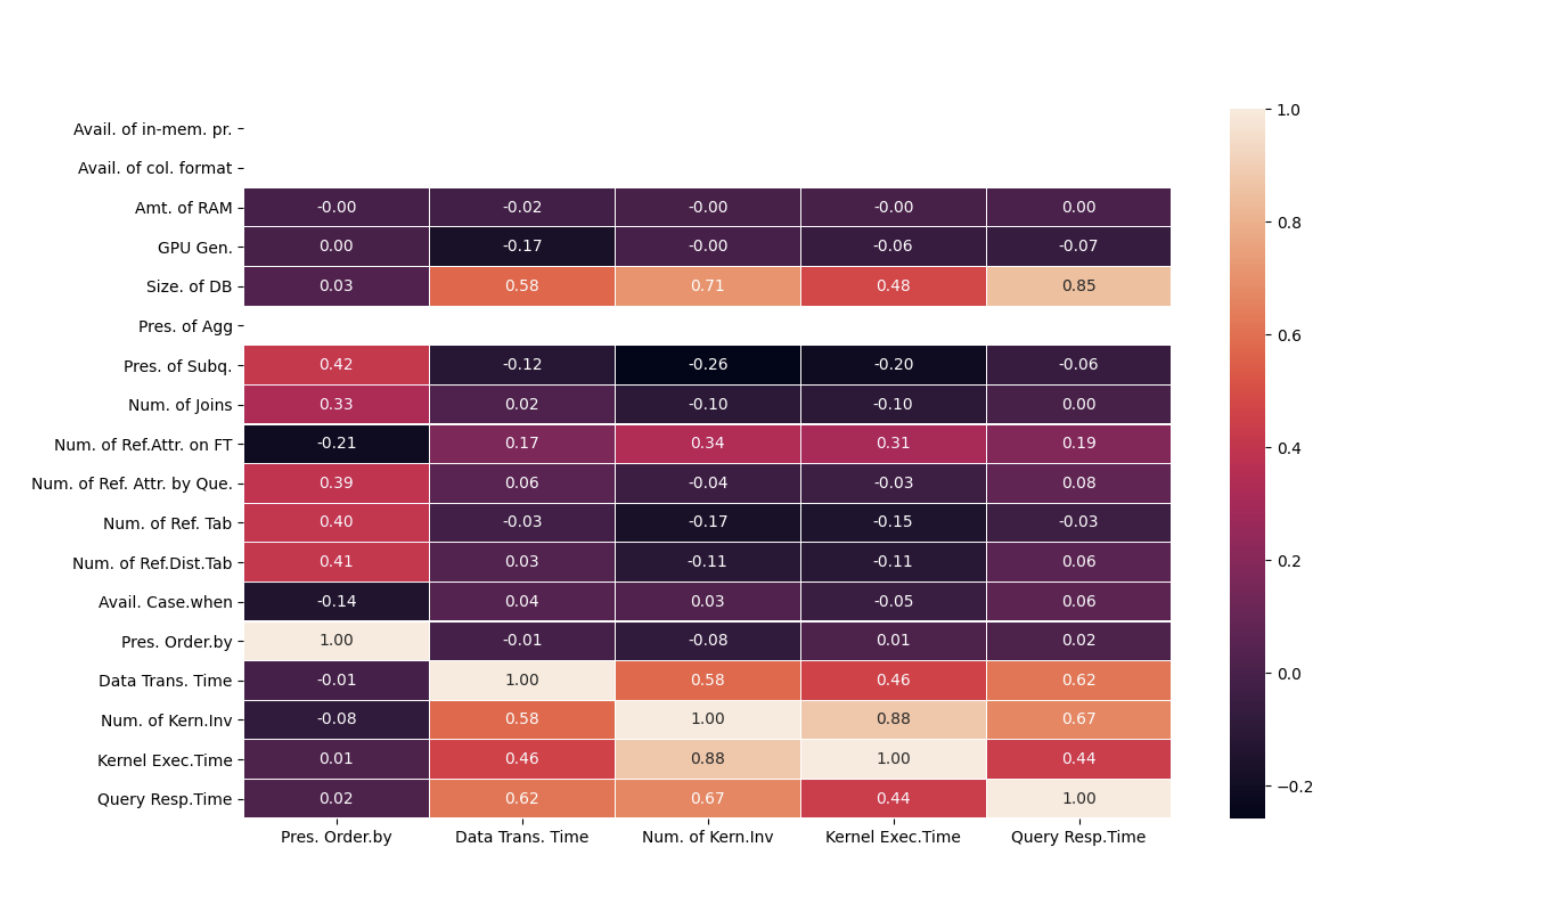 1.0
Avail. of in-mem. pr.
Avail. of col. format
Amt. of RAM -0.00 -0.02 -0.00 -0.00 0.00
0.8
GPU Gen. 0.00 -0.17 -0.00 -0.06 -0.07
Size. of DB 0.03 0.58 0.71 0.48 0.85
Pres. of Agg
0.6
Pres. of Subq. 0.42 -0.12 -0.26 -0.20 -0.06
Num. of Joins 0.33 0.02 -0.10 -0.10 0.00
Num. of Ref.Attr. on FT -0.21 0.17 0.34 0.31 0.19
0.4
Num. of Ref. Attr. by Que. 0.39 0.06 -0.04 -0.03 0.08
Num. of Ref. Tab 0.40 -0.03 -0.17 -0.15 -0.03
Num. of Ref.Dist.Tab 0.41 0.03 -0.11 -0.11 0.06
0.2
Avail. Case.when -0.14 0.04 0.03 -0.05 0.06
Pres. Order.by 1.00 -0.01 -0.08 0.01 0.02
0.0
Data Trans. Time -0.01 1.00 0.58 0.46 0.62
Num. of Kern.Inv -0.08 0.58 1.00 0.88 0.67
Kernel Exec.Time 0.01 0.46 0.88 1.00 0.44
−0.2
Query Resp.Time 0.02 0.62 0.67 0.44 1.00
Pres. Order.by Data Trans. Time Num. of Kern.Inv Kernel Exec.Time Query Resp.Time